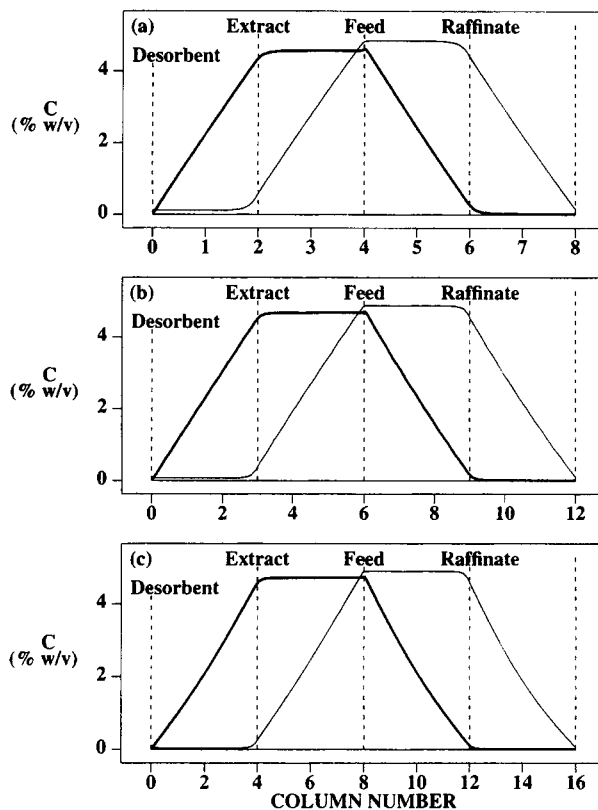 (a) Extract Feed Raffinate
Desorbent
4
C
(% w/v)
2
0
0 1 2 3 4 5 6 7 8
(b) Extract Feed Raffinate
Desorbent
4
C
(% w/v)
2
0
0 2 4 6 8 10 12
(c) Extract Feed Raffinate
Desorbent
4
C
(% w/v)
2
0
0 2 4 6 8 10 12 14 16
COLUMN NUMBER